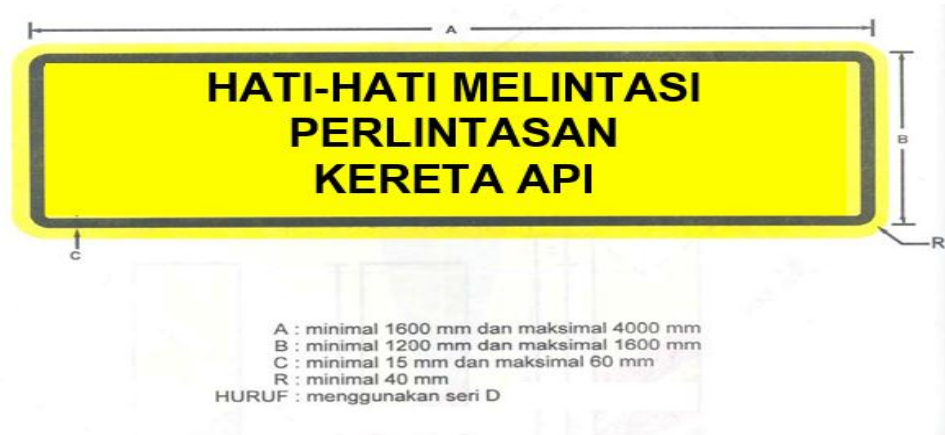 A
HATI-HATI MELINTASI
PERLINTASAN
KERETA API
B
R
C
A : minimal 1600 mm dan maksimal 4000 mm
B : minimal 1200 mm dan maksimal 1600 mm
C : minimal 15 mm dan maksimal 60 mm
R : minimal 40 mm
HURUF : menggunakan seri D